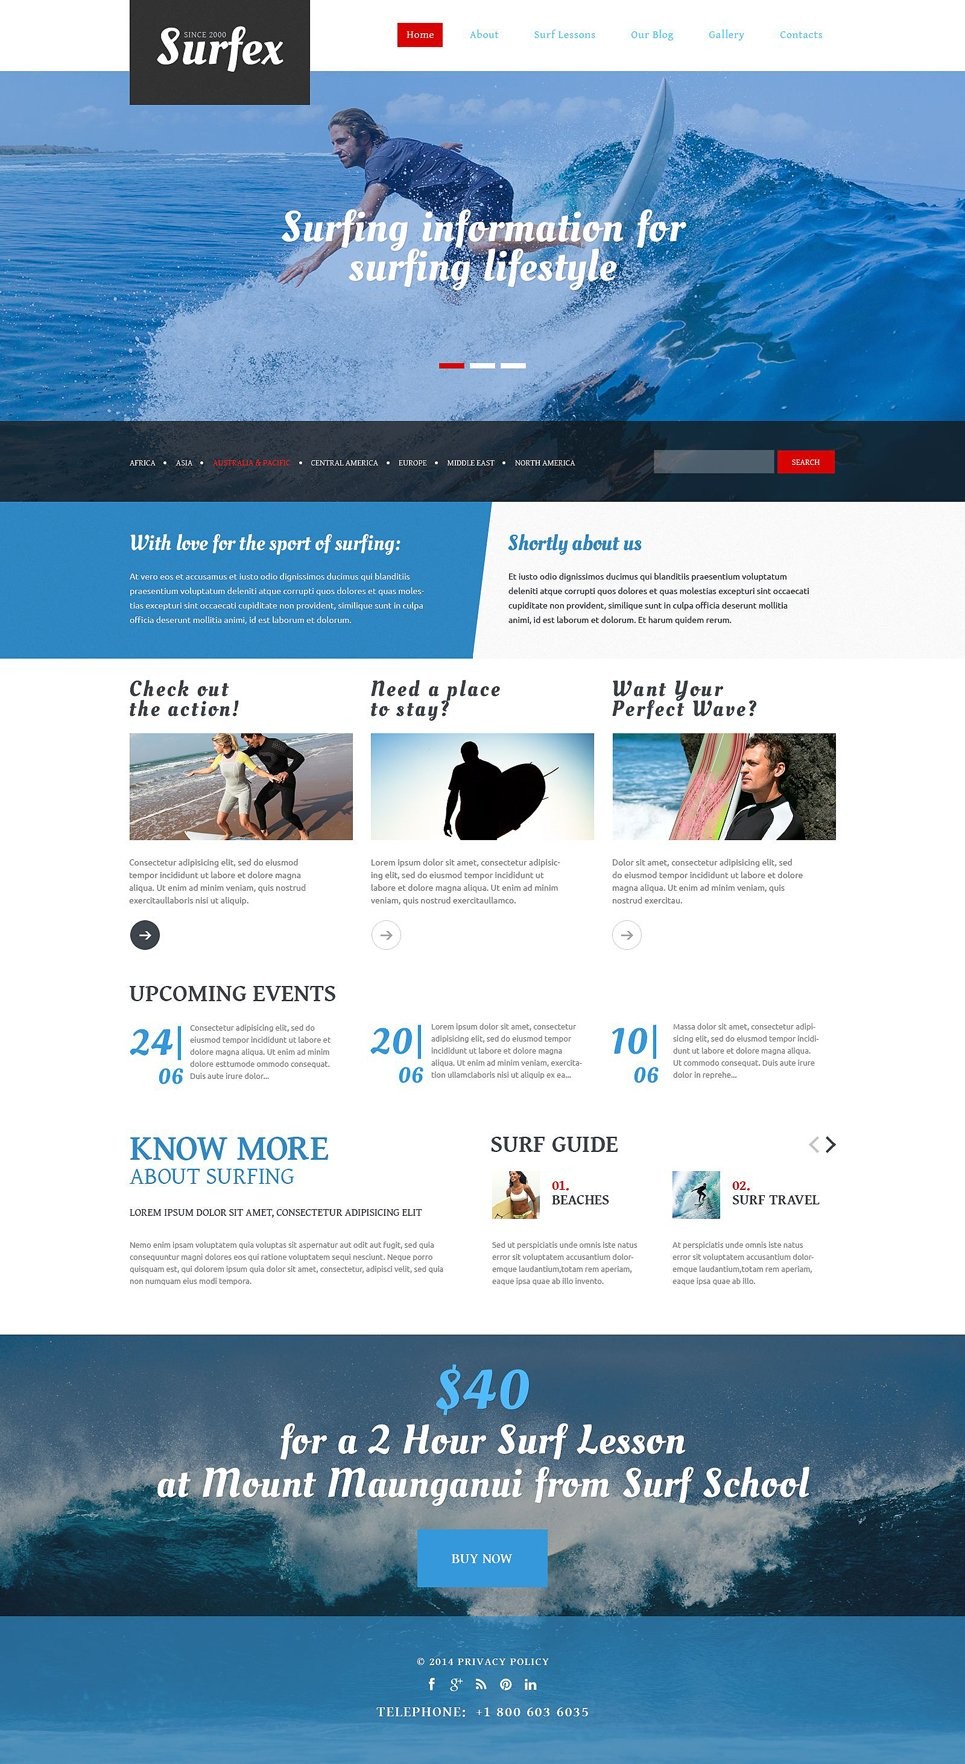 SINCE 2000
Surfex
Home About Surf Lessons Our Blog Gallery Contacts
Surfing information for
surfing lifestyle
AFRICA • ASIA • AUSTRALIA & PACIFIC • CENTRAL AMERICA • EUROPE • MIDDLE EAST • NORTH AMERICA
SEARCH
With love for the sport of surfing:
At vero eos et accusamus et iusto odio dignissimos ducimus qui blanditiis
praesentium voluptatum deleniti atque corrupti quos dolores et quas moles-
tias excepturi sint occaecati cupiditate non provident, similique sunt in culpa
officia deserunt mollitia animi, id est laborum et dolorum.
Shortly about us
Et iusto odio dignissimos ducimus qui blanditiis praesentium voluptatum
deleniti atque corrupti quos dolores et quas molestias excepturi sint occaecati
cupiditate non provident, similique sunt in culpa officia deserunt mollitia
animi, id est laborum et dolorum. Et harum quidem rerum.
Check out
the action!
Consectetur adipisicing elit, sed do eiusmod
tempor incididunt ut labore et dolore magna
aliqua. Ut enim ad minim veniam, quis nostrud
exercitaullaboris nisi ut aliquip.
Need a place
to stay?
Lorem ipsum dolor sit amet, consectetur adipisic-
ing elit, sed do eiusmod tempor incididunt ut
labore et dolore magna aliqua. Ut enim ad minim
veniam, quis nostrud exercitaullamco.
Want Your
Perfect Wave?
Dolor sit amet, consectetur adipisicing elit, sed
do eiusmod tempor incididunt ut labore et dolore
magna aliqua. Ut enim ad minim veniam, quis
nostrud exercitau.
UPCOMING EVENTS
24
06
Consectetur adipisicing elit, sed do
eiusmod tempor incididunt ut labore et
dolore magna aliqua. Ut enim ad minim
dolore esttumode ommodo consequat.
Duis aute irure dolor...
20
06
Lorem ipsum dolor sit amet, consectetur
adipisicing elit, sed do eiusmod tempor
incididunt ut labore et dolore magna
aliqua. Ut enim ad minim veniam, exercita-
tion ullamclaboris nisi ut aliquip ex ea...
10
06
Massa dolor sit amet, consectetur adipi-
sicing elit, sed do eiusmod tempor incidi-
dunt ut labore et dolore magna aliqua.
Ut commodo consequat. Duis aute irure
dolor in reprehe...
KNOW MORE
ABOUT SURFING
LOREM IPSUM DOLOR SIT AMET, CONSECTETUR ADIPISICING ELIT
Nemo enim ipsam voluptatem quia voluptas sit aspernatur aut odit aut fugit, sed quia
consequuntur magni dolores eos qui ratione voluptatem sequi nesciunt. Neque porro
quisquam est, qui dolorem ipsum quia dolor sit amet, consectetur, adipisci velit, sed quia
non numquam eius modi tempora.
SURF GUIDE
01.
BEACHES
Sed ut perspiciatis unde omnis iste natus
error sit voluptatem accusantium dolor-
emque laudantium,totam rem aperiam,
eaque ipsa quae ab illo invento.
02.
SURF TRAVEL
At perspiciatis unde omnis iste natus
error sit voluptatem accusantium dolor-
emque laudantium,totam rem aperiam,
eaque ipsa quae ab illo.
$40
for a 2 Hour Surf Lesson
at Mount Maunganui from Surf School
BUY NOW
© 2014 PRIVACY POLICY
TELEPHONE: +1 800 603 6035